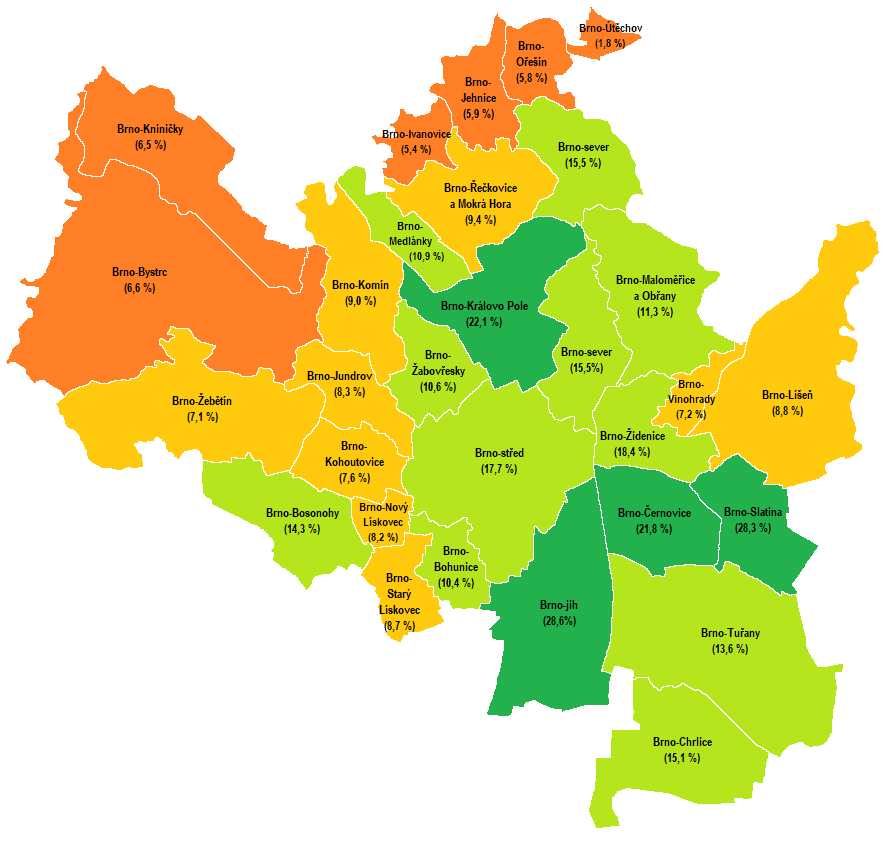 Brno-Útěchov
(1,8 %)
Brno-
Ořešín
(5,8 %)
Brno-
Jehnice
(5,9 %)
Brno-Ivanovice
(5,4 %)
Brno-Kníničky
(6,5 %)
Brno-sever
(15,5 %)
Brno-Řečkovice
a Mokrá Hora
(9,4 %)
Brno-
Medlánky
(10,9 %)
Brno-Bystrc
(6,6 %)
Brno-Komín
(9,0 %)
Brno-Královo Pole
(22,1 %)
Brno-Maloměřice
a Obřany
(11,3 %)
Brno-sever
(15,5%)
Brno-
Žabovřesky
(10,6 %)
Brno-Jundrov
(8,3 %)
Brno-
Vinohrady
(7,2 %)
Brno-Líšeň
(8,8 %)
Brno-Žebětín
(7,1 %)
Brno-Židenice
(18,4 %)
Brno-
Kohoutovice
(7,6 %)
Brno-střed
(17,7 %)
Brno-Bosonohy
(14,3 %)
Brno-Nový
Lískovec
(8,2 %)
Brno-Černovice
(21,8 %)
Brno-Slatina
(28,3 %)
Brno-
Bohunice
(10,4 %)
Brno-
Starý
Lískovec
(8,7 %)
Brno-jih
(28,6%)
Brno-Tuřany
(13,6 %)
Brno-Chrlice
(15,1 %)